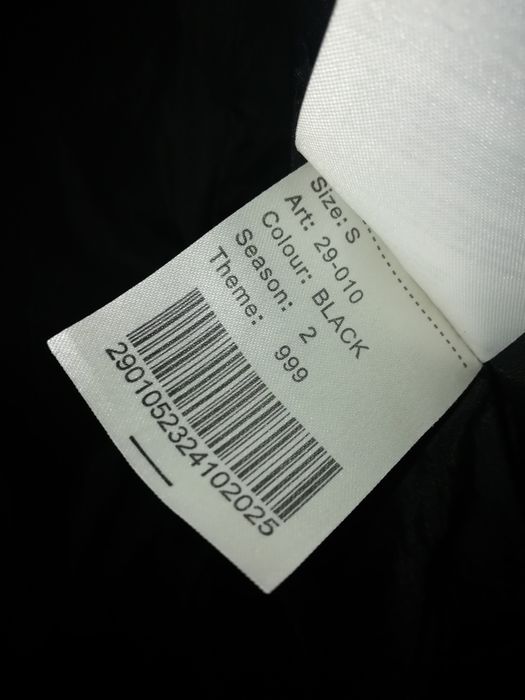 Size: S
Art: 29-010
Colour: BLACK
Season: 2
Theme: 999
2901052324102025